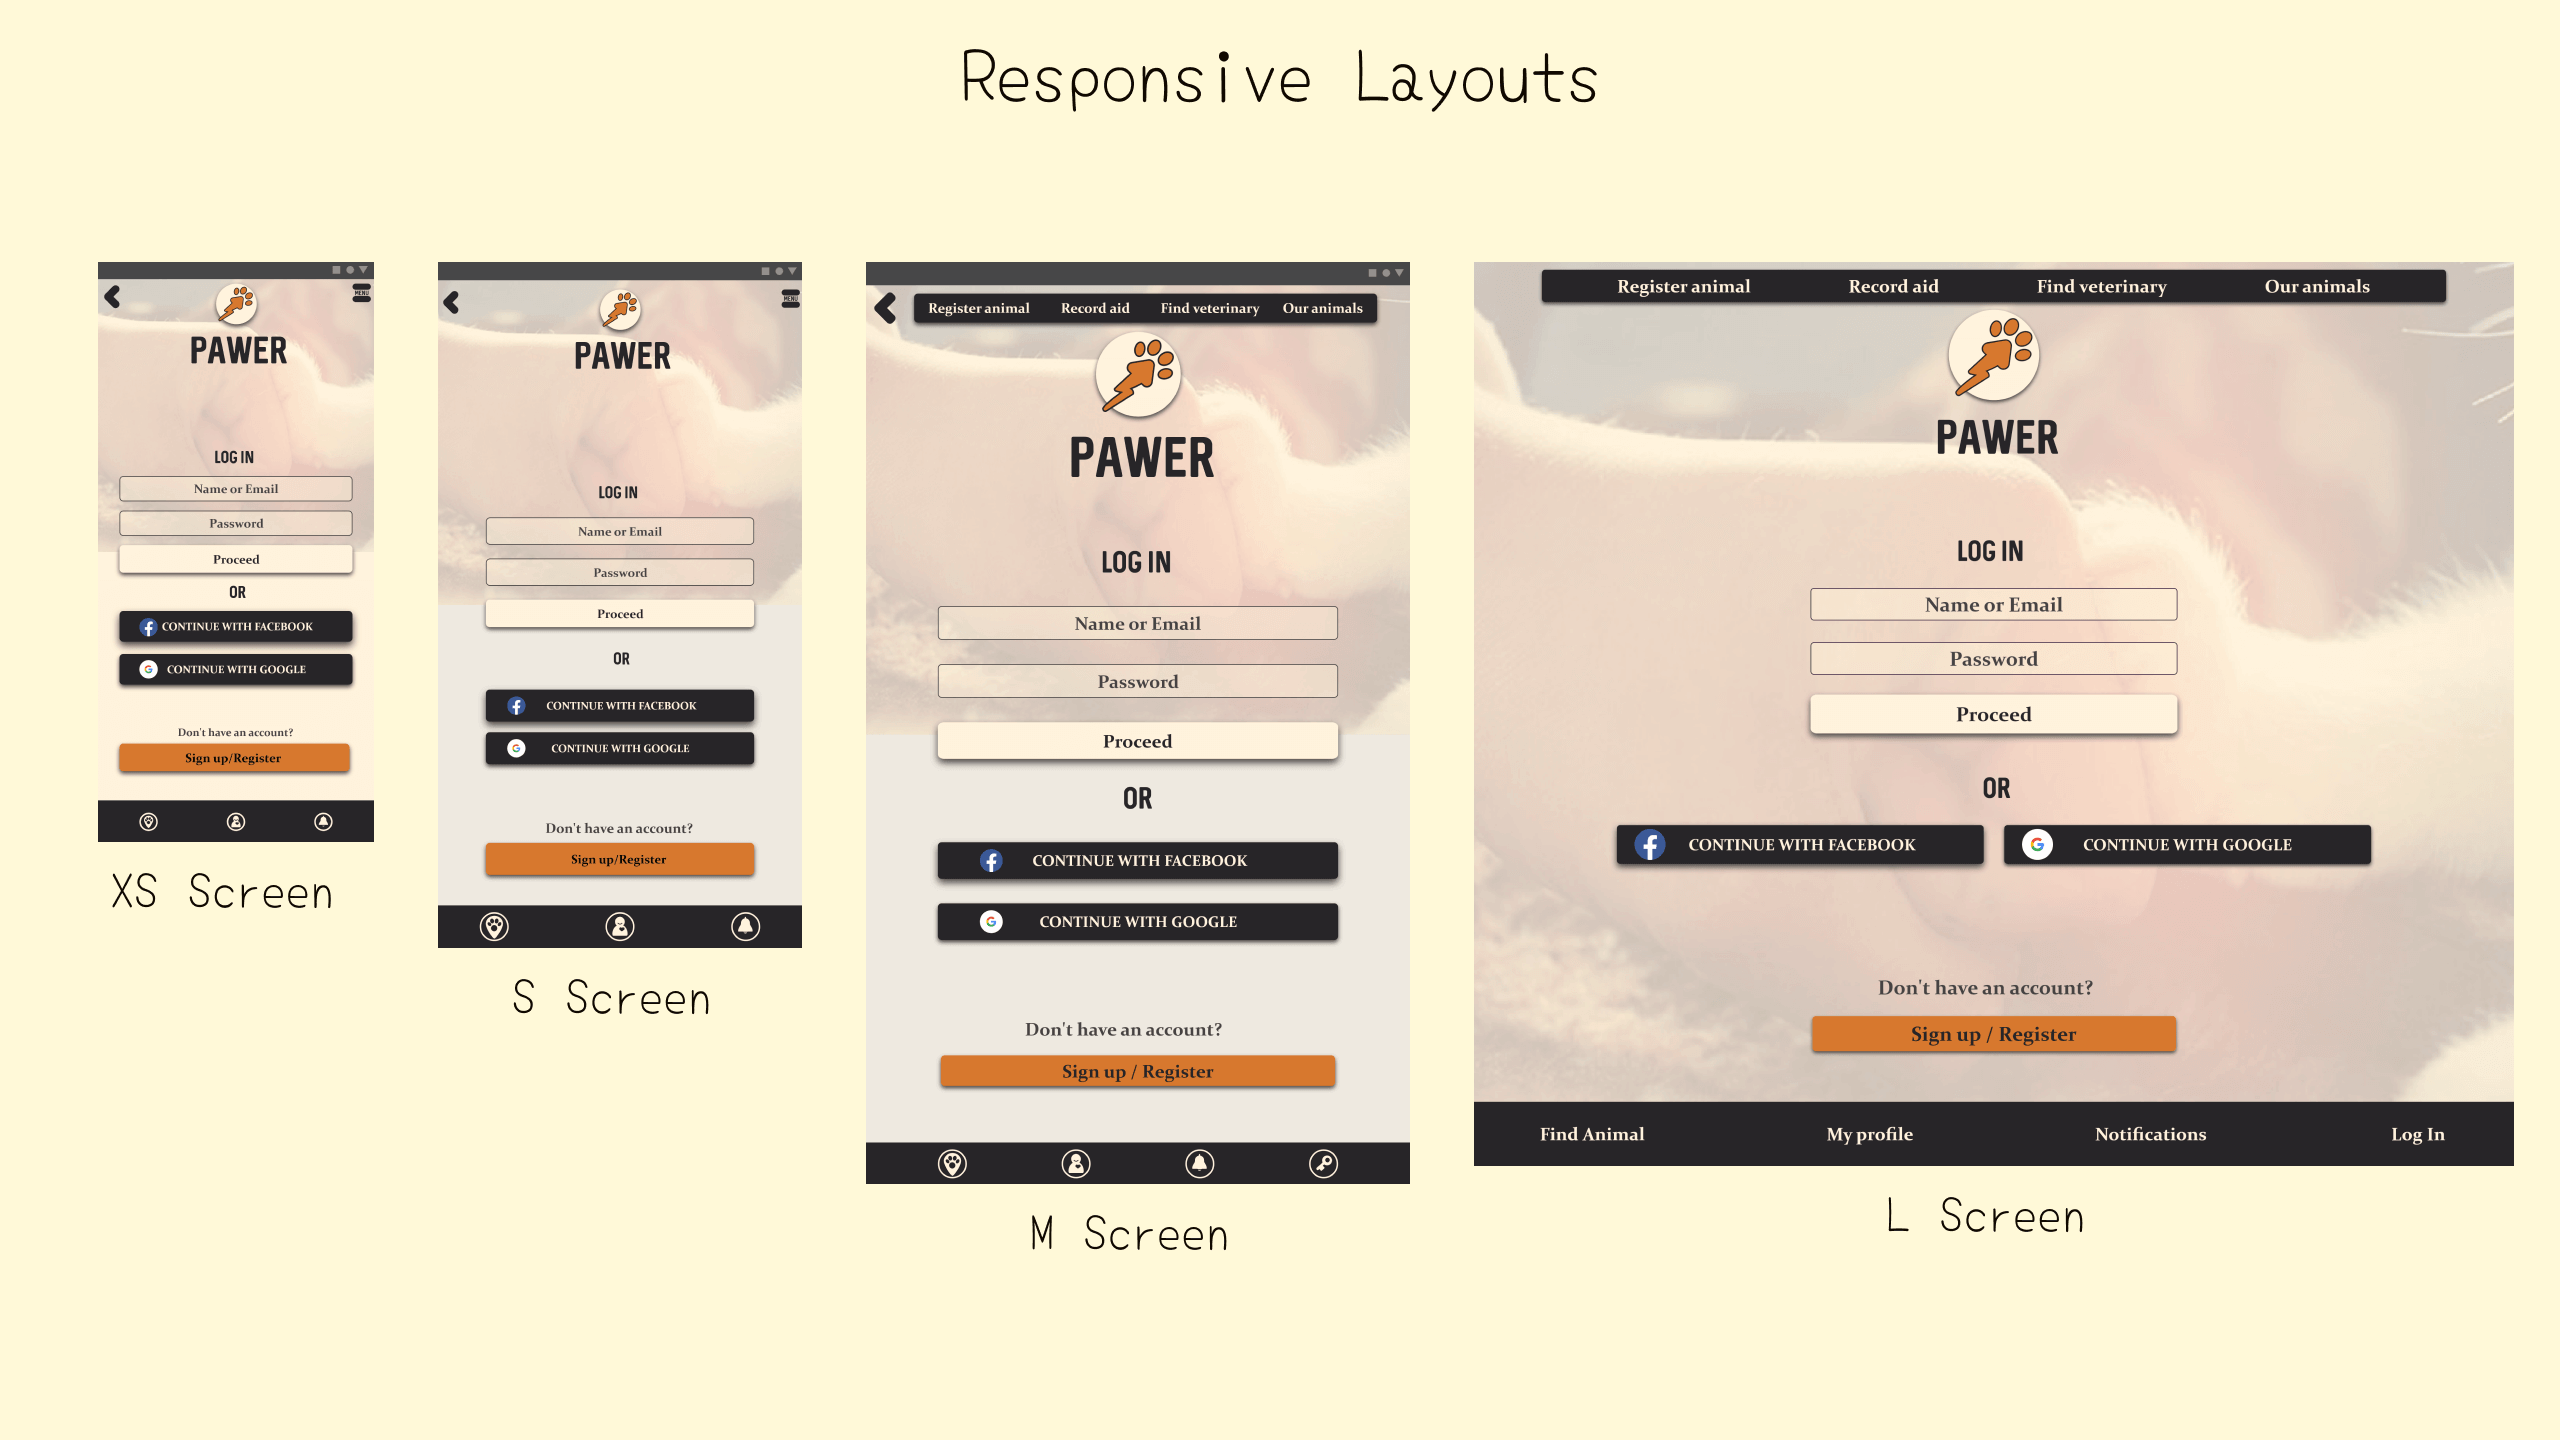 Responsive Layouts
MENU
PAWER
LOG IN
Name or Email
Password
Proceed
OR
CONTINUE WITH FACEBOOK
CONTINUE WITH GOOGLE
Don't have an account?
Sign up/Register
XS Screen
MENU
PAWER
LOG IN
Name or Email
Password
Proceed
OR
CONTINUE WITH FACEBOOK
CONTINUE WITH GOOGLE
Don't have an account?
Sign up/Register
S Screen
Register animal Record aid Find veterinary Our animals
PAWER
LOG IN
Name or Email
Password
Proceed
OR
CONTINUE WITH FACEBOOK
CONTINUE WITH GOOGLE
Don't have an account?
Sign up / Register
M Screen
Register animal Record aid Find veterinary Our animals
PAWER
LOG IN
Name or Email
Password
Proceed
OR
CONTINUE WITH FACEBOOK CONTINUE WITH GOOGLE
Don't have an account?
Sign up / Register
Find Animal My profile Notifications Log In
L Screen